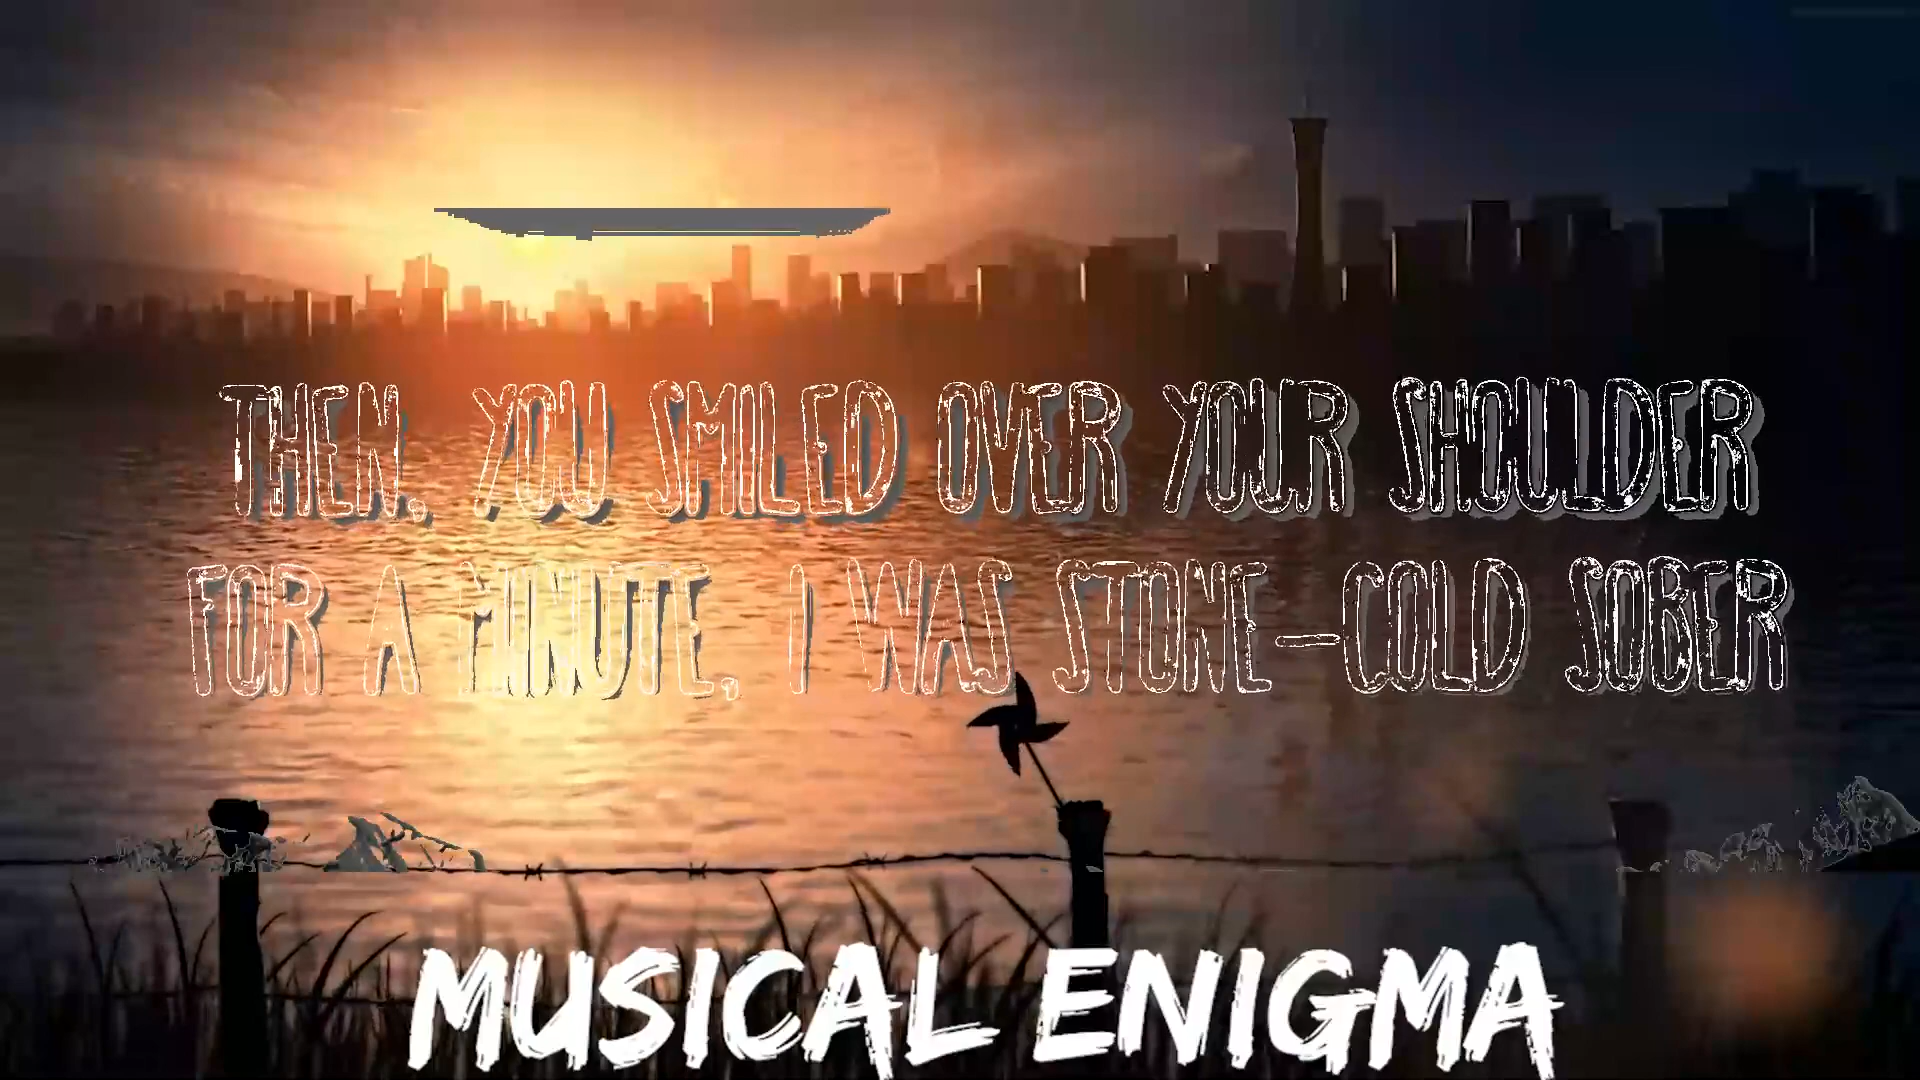 THEN, YOU SMILED OVER YOUR SHOULDER
FOR A MINUTE, I WAS STONE-COLD SOBER
MUSICAL ENIGMA